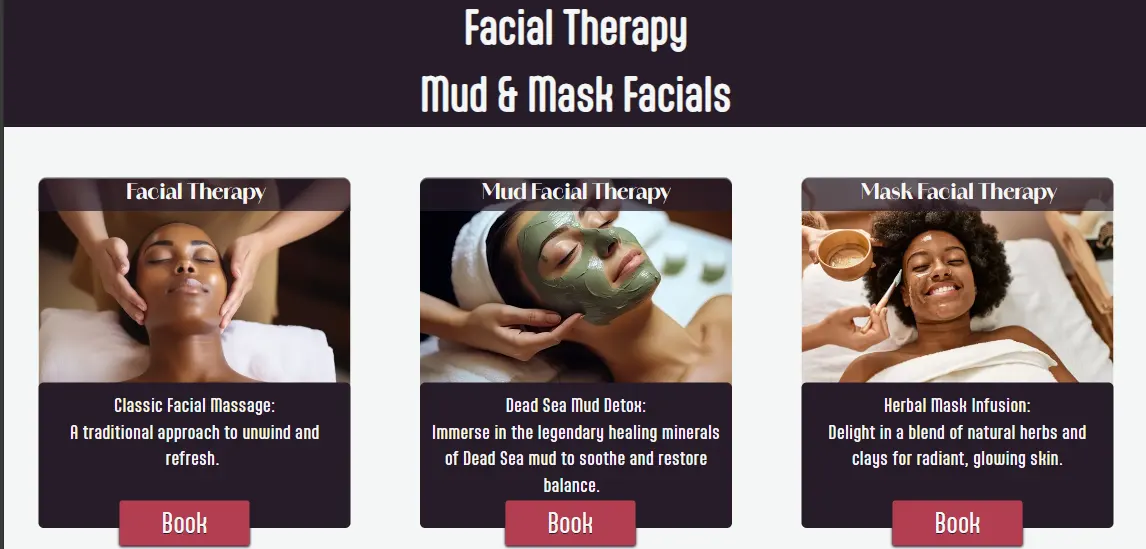 Facial Therapy
Mud & Mask Facials
Facial Therapy
Classic Facial Massage:
A traditional approach to unwind and
refresh.
Book
Mud Facial Therapy
Dead Sea Mud Detox:
Immerse in the legendary healing minerals
of Dead Sea mud to soothe and restore
balance.
Book
Mask Facial Therapy
Herbal Mask Infusion:
Delight in a blend of natural herbs and
clays for radiant, glowing skin.
Book